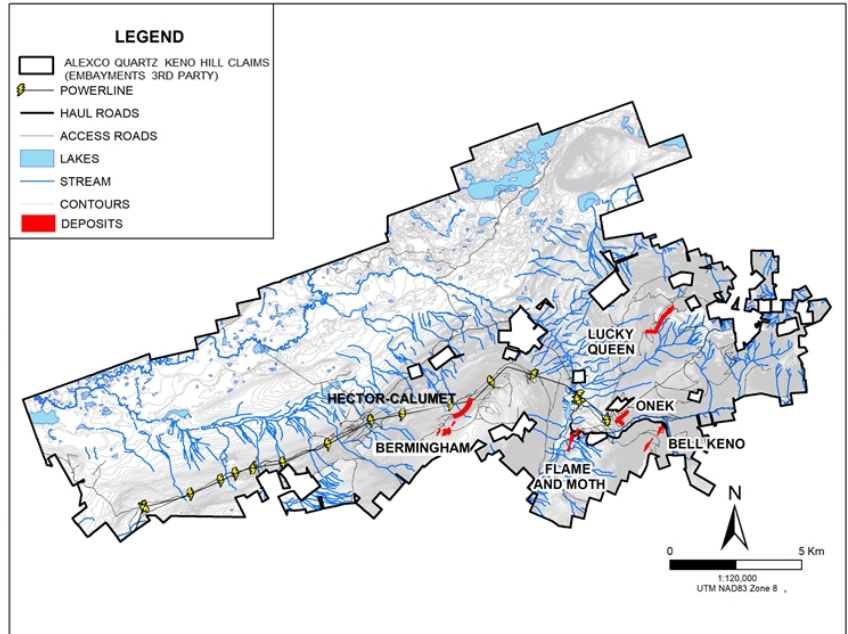 LEGEND
ALEXCO QUARTZ KENO HILL CLAIMS
(EMBAYMENTS 3RD PARTY)
POWERLINE
HAUL ROADS
ACCESS ROADS
LAKES
STREAM
CONTOURS
DEPOSITS
LUCKY
QUEEN
HECTOR-CALUMET
ONEK
BERMINGHAM
BELL KENO
FLAME
AND MOTH
N
0 5 Km
1:120,000
UTM NAD83 Zone 8